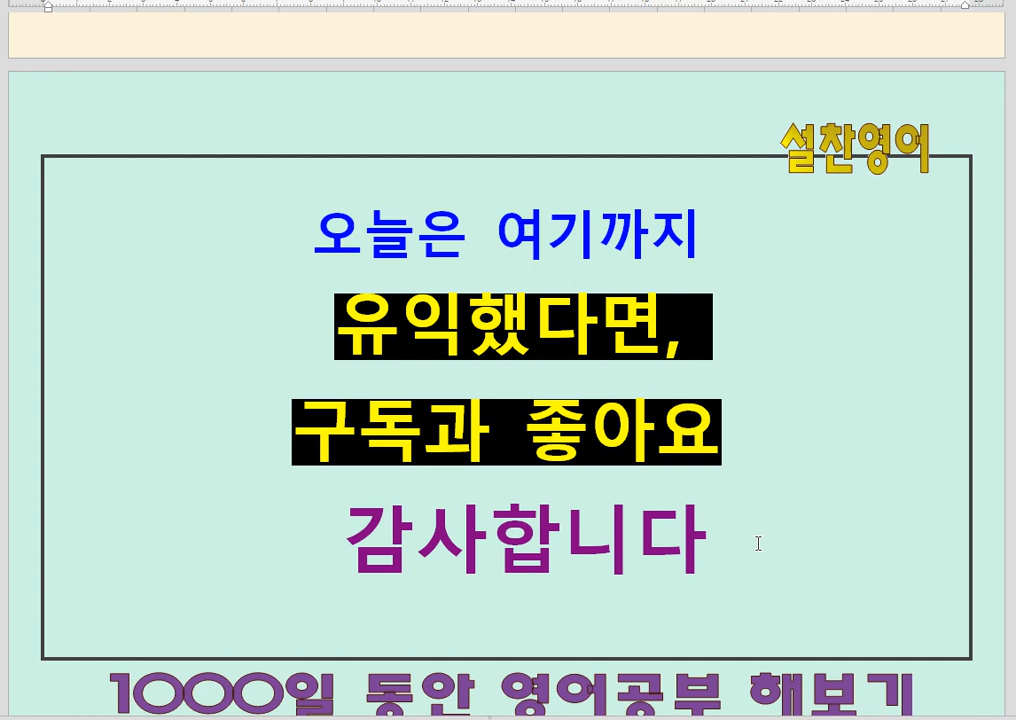 설찬영어
오늘은 여기까지
유익했다면,
구독과 좋아요
감사합니다
1000일 동안 영어공부 해보기